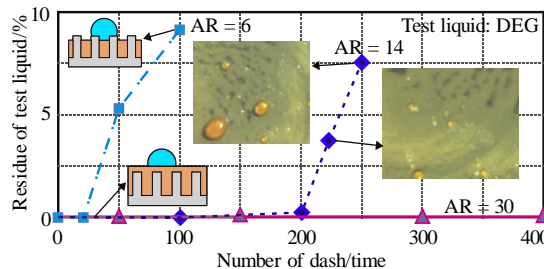 10
5
0
Residue of test liquid/%
AR = 6
Test liquid: DEG
AR = 14
AR = 30
0 100 200 300 400
Number of dash/time